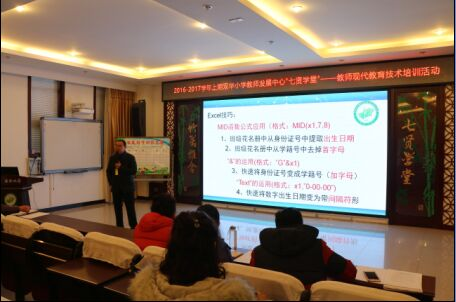 2016-2017学年上期双华小学教师发展中心“七贤学堂”——教师现代教育技术培训活动
Excel技巧:
MID函数公式应用(格式:MID(x1,7,8)
1、班级花名册中从身份证号中提取出生日期
2、班级花名册中从学籍号中去掉首字母
“&”的运用(格式:“G”&x1)
3、快速将身份证号变成学籍号(加字母)
“Text”的运用(格式:x1,“0-00-00”)
4、快速将数字出生日期变为带间隔符形
七贤学堂